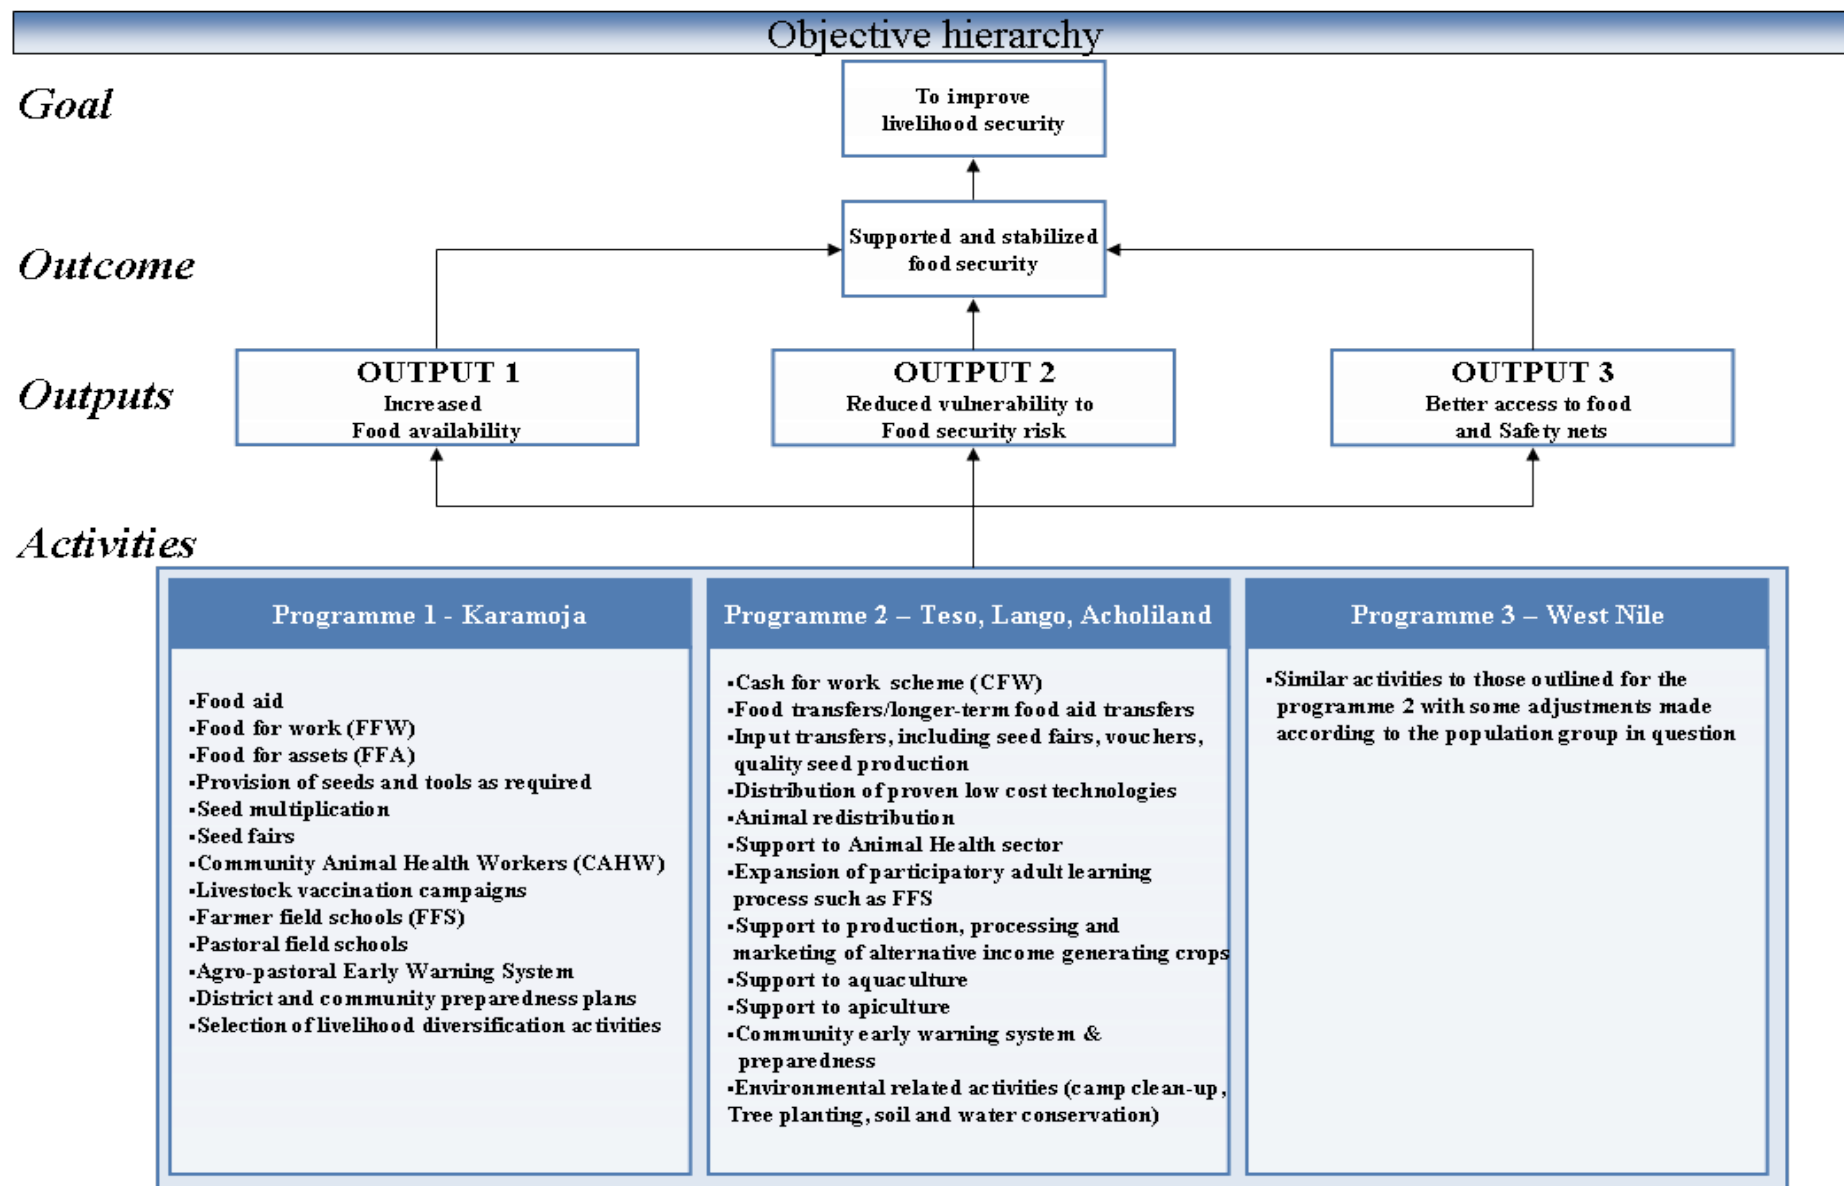 Objective hierarchy
Goal
To improve
livelihood security
Outcome
Supported and stabilized
food security
Outputs
OUTPUT 1
Increased
Food availability
OUTPUT 2
Reduced vulnerability to
Food security risk
OUTPUT 3
Better access to food
and Safety nets
Activities
Programme 1 - Karamoja
▪Food aid
▪Food for work (FFW)
▪Food for assets (FFA)
▪Provision of seeds and tools as required
▪Seed multiplication
▪Seed fairs
▪Community Animal Health Workers (CAHW)
▪Livestock vaccination campaigns
▪Farmer field schools (FFS)
▪Pastoral field schools
▪Agro-pastoral Early Warning System
▪District and community preparedness plans
▪Selection of livelihood diversification activities
Programme 2 – Teso, Lango, Acholiland
▪Cash for work scheme (CFW)
▪Food transfers/longer-term food aid transfers
▪Input transfers, including seed fairs, vouchers,
quality seed production
▪Distribution of proven low cost technologies
▪Animal redistribution
▪Support to Animal Health sector
▪Expansion of participatory adult learning
process such as FFS
▪Support to production, processing and
marketing of alternative income generating crops
▪Support to aquaculture
▪Support to apiculture
▪Community early warning system &
preparedness
▪Environmental related activities (camp clean-up,
Tree planting, soil and water conservation)
Programme 3 – West Nile
▪Similar activities to those outlined for the
programme 2 with some adjustments made
according to the population group in question